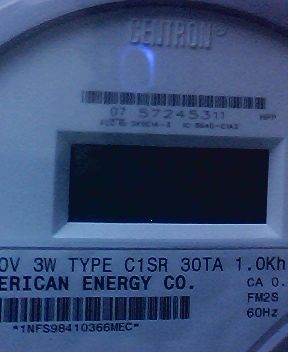 CENTRON®
07 57245311
0V 3W TYPE C1SR 30TA 1.0Kh
ERICAN ENERGY CO.
CA 0.
FM2S
60Hz
*1NFS98410366MEC*